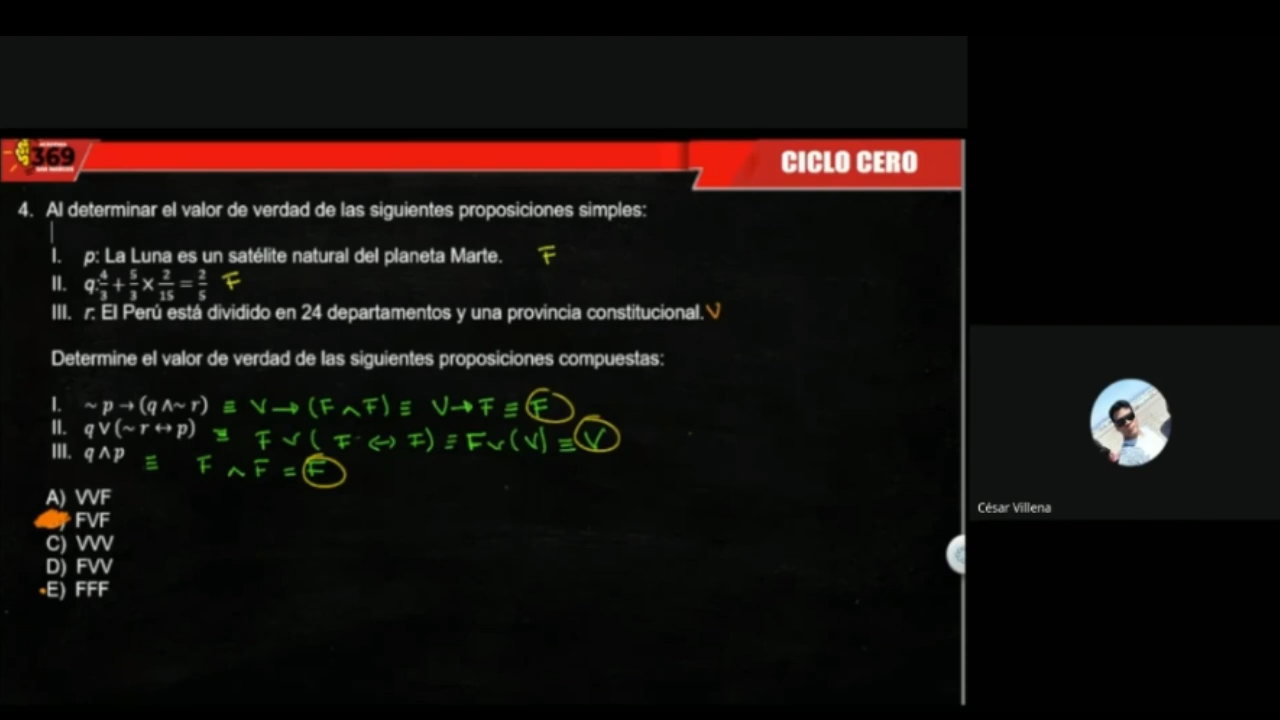 369
CICLO CERO
4. Al determinar el valor de verdad de las siguientes proposiciones simples:
I. p: La Luna es un satélite natural del planeta Marte. F
II. q: 4/3 + 5/3 × 2/15 = 2/5 F
III. r: El Perú está dividido en 24 departamentos y una provincia constitucional. V
Determine el valor de verdad de las siguientes proposiciones compuestas:
I. ~ p → (q ∧ ~ r) ≡ V → (F ∧ F) ≡ V → F ≡ F
II. q ∨ (~ r ↔ p) ≡ F ∨ ( F ↔ F) ≡ F ∨ (V) ≡ V
III. q ∧ p ≡ F ∧ F = F
A) VVF
) FVF
C) VVV
D) FVV
E) FFF
César Villena